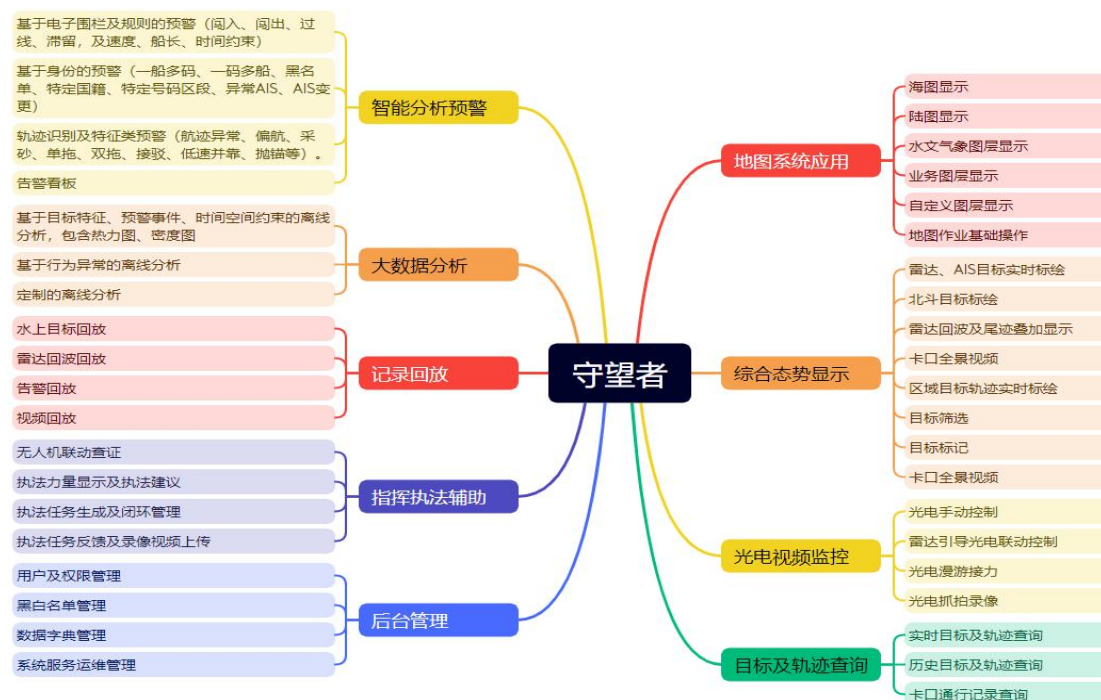 守望者
智能分析预警
基于电子围栏及规则的预警（闯入、闯出、过
线、滞留，及速度、船长、时间约束）
基于身份的预警（一船多码、一码多船、黑名
单、特定国籍、特定号码区段、异常AIS、AIS变
更）
轨迹识别及特征类预警（航迹异常、偏航、采
砂、单拖、双拖、接驳、低速并靠、抛锚等）。
告警看板
大数据分析
基于目标特征、预警事件、时间空间约束的离线
分析，包含热力图、密度图
基于行为异常的离线分析
定制的离线分析
记录回放
水上目标回放
雷达回波回放
告警回放
视频回放
指挥执法辅助
无人机联动查证
执法力量显示及执法建议
执法任务生成及闭环管理
执法任务反馈及录像视频上传
后台管理
用户及权限管理
黑白名单管理
数据字典管理
系统服务运维管理
地图系统应用
海图显示
陆图显示
水文气象图层显示
业务图层显示
自定义图层显示
地图作业基础操作
综合态势显示
雷达、AIS目标实时标绘
北斗目标标绘
雷达回波及尾迹叠加显示
卡口全景视频
区域目标轨迹实时标绘
目标筛选
目标标记
卡口全景视频
光电视频监控
光电手动控制
雷达引导光电联动控制
光电漫游接力
光电抓拍录像
目标及轨迹查询
实时目标及轨迹查询
历史目标及轨迹查询
卡口通行记录查询